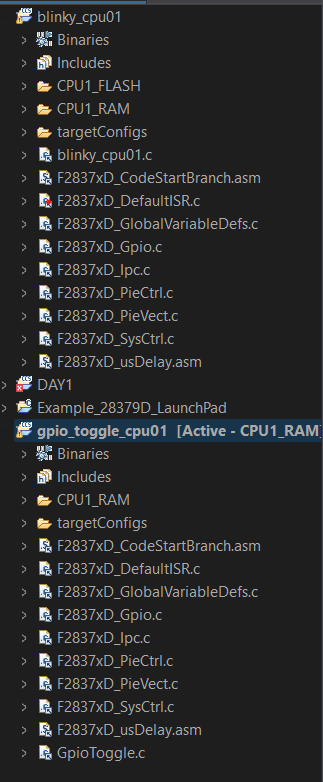 blinky_cpu01
Binaries
Includes
CPU1_FLASH
CPU1_RAM
targetConfigs
blinky_cpu01.c
F2837xD_CodeStartBranch.asm
F2837xD_DefaultISR.c
F2837xD_GlobalVariableDefs.c
F2837xD_Gpio.c
F2837xD_Ipc.c
F2837xD_PieCtrl.c
F2837xD_PieVect.c
F2837xD_SysCtrl.c
F2837xD_usDelay.asm
DAY1
Example_28379D_LaunchPad
gpio_toggle_cpu01 [Active - CPU1_RAM]
Binaries
Includes
CPU1_RAM
targetConfigs
F2837xD_CodeStartBranch.asm
F2837xD_DefaultISR.c
F2837xD_GlobalVariableDefs.c
F2837xD_Gpio.c
F2837xD_Ipc.c
F2837xD_PieCtrl.c
F2837xD_PieVect.c
F2837xD_SysCtrl.c
F2837xD_usDelay.asm
GpioToggle.c